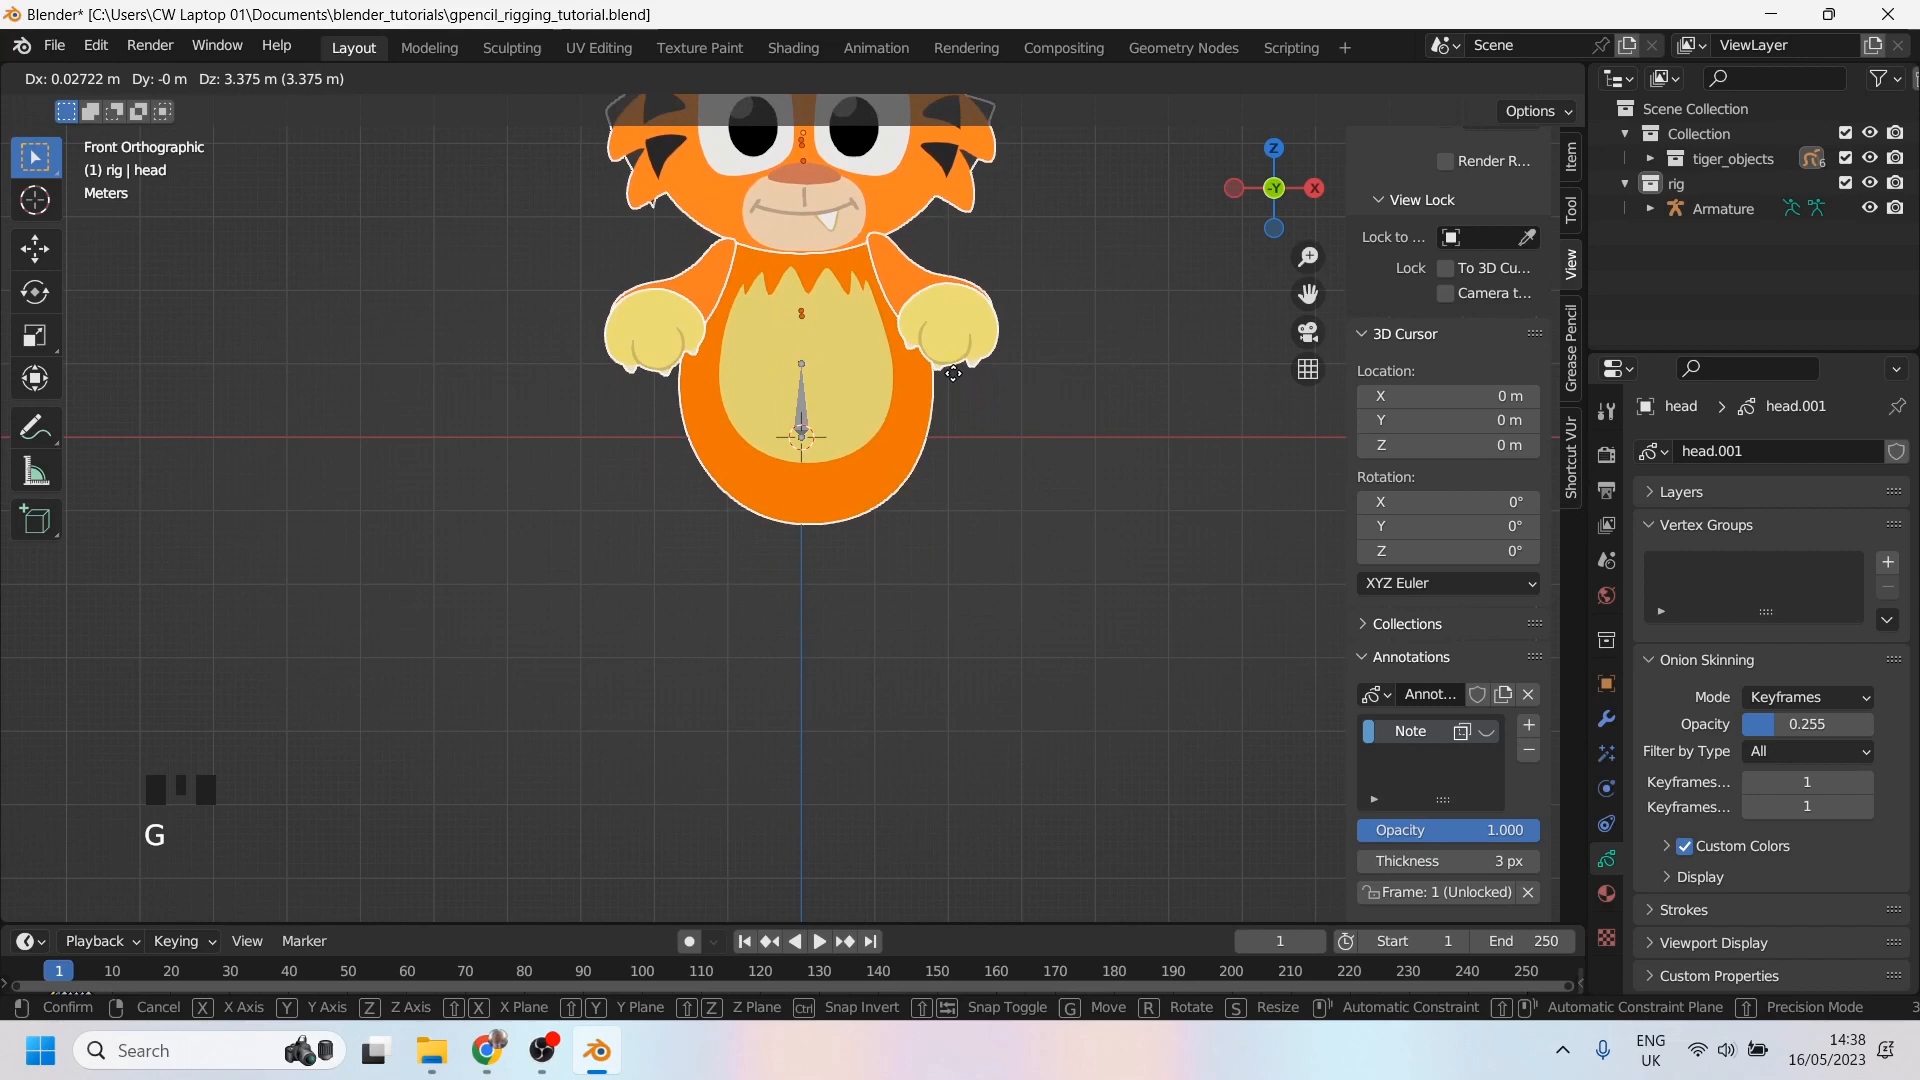 Blender* [C:\Users\CW Laptop 01\Documents\blender_tutorials\gpencil_rigging_tutorial.blend]
File Edit Render Window Help Layout Modeling Sculpting UV Editing Texture Paint Shading Animation Rendering Compositing Geometry Nodes Scripting + Scene ViewLayer
Dx: 0.02722 m Dy: -0 m Dz: 3.375 m (3.375 m)
Options
Front Orthographic
(1) rig | head
Meters
Z
-Y
X
G
Render R...
View Lock
Lock to ...
Lock To 3D Cu...
Camera t...
3D Cursor
Location:
X 0 m
Y 0 m
Z 0 m
Rotation:
X 0°
Y 0°
Z 0°
XYZ Euler
Collections
Annotations
Annot...
Note
Opacity 1.000
Thickness 3 px
Frame: 1 (Unlocked)
Item
Tool
View
Grease Pencil
Shortcut VUr
Scene Collection
Collection
tiger_objects 6
rig
Armature
head head.001
head.001
Layers
Vertex Groups
Onion Skinning
Mode Keyframes
Opacity 0.255
Filter by Type All
Keyframes... 1
Keyframes... 1
Custom Colors
Display
Strokes
Viewport Display
Custom Properties
Playback Keying View Marker 1 Start 1 End 250
1 10 20 30 40 50 60 70 80 90 100 110 120 130 140 150 160 170 180 190 200 210 220 230 240 250
Confirm Cancel X X Axis Y Y Axis Z Z Axis X X Plane Y Y Plane Z Z Plane Ctrl Snap Invert Snap Toggle G Move R Rotate S Resize Automatic Constraint Automatic Constraint Plane Precision Mode 3
Search
ENG
UK
14:38
16/05/2023